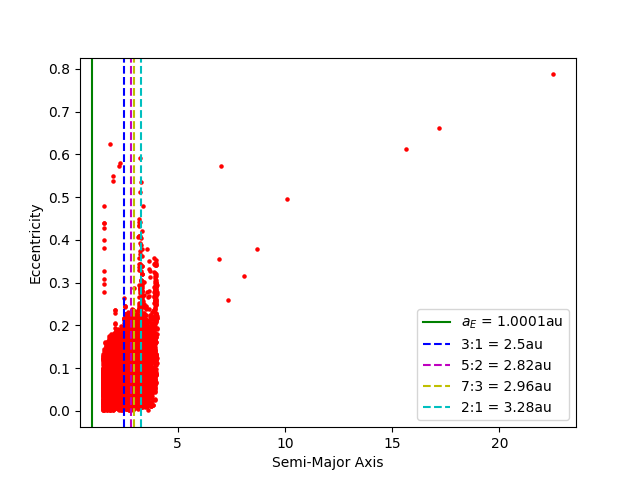 0.8
0.7
0.6
0.5
0.4
0.3
0.2
0.1
0.0
Eccentricity
a_E = 1.0001au
3:1 = 2.5au
5:2 = 2.82au
7:3 = 2.96au
2:1 = 3.28au
5
10
15
20
Semi-Major Axis